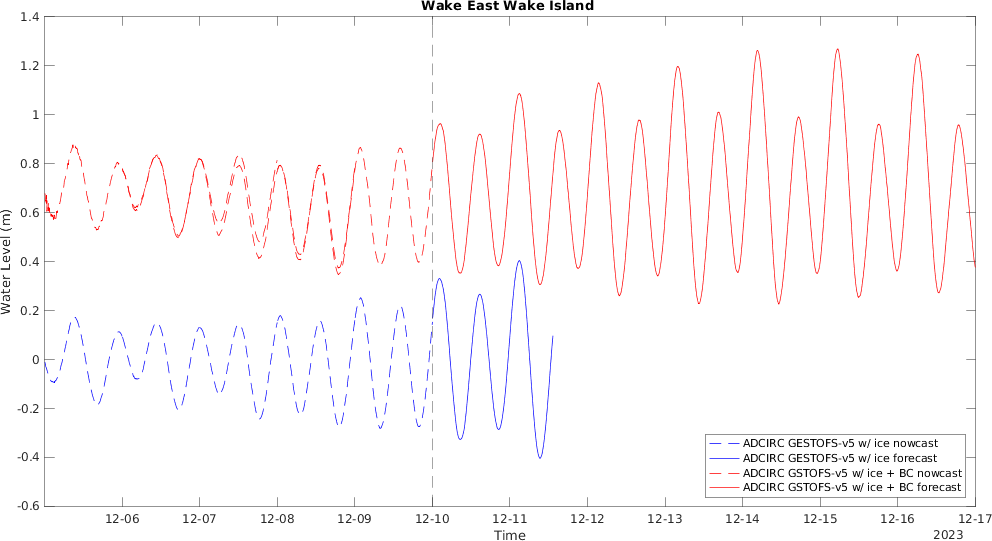 Wake East Wake Island
1.4
1.2
1
0.8
0.6
0.4
0.2
0
-0.2
-0.4
-0.6
Water Level (m)
12-06 12-07 12-08 12-09 12-10 12-11 12-12 12-13 12-14 12-15 12-16 12-17
Time
2023
ADCIRC GESTOFS-v5 w/ ice nowcast
ADCIRC GESTOFS-v5 w/ ice forecast
ADCIRC GSTOFS-v5 w/ ice + BC nowcast
ADCIRC GSTOFS-v5 w/ ice + BC forecast